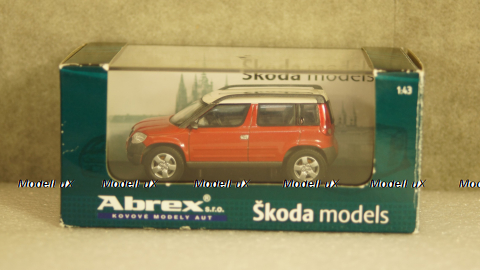 Škoda models
1:43
Model-uX Model-uX Model-uX Model-uX Model-uX Model
Abrex® s.r.o.
KOVOVÉ MODELY AUT
Škoda models